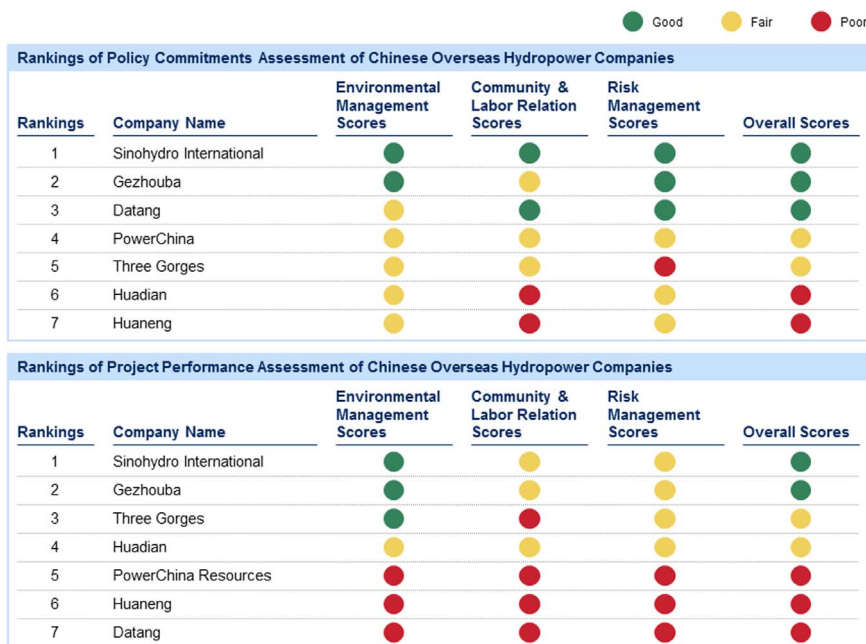 Good Fair Poor
Rankings of Policy Commitments Assessment of Chinese Overseas Hydropower Companies
Rankings Company Name Environmental Management Scores Community & Labor Relation Scores Risk Management Scores Overall Scores
1 Sinohydro International
2 Gezhouba
3 Datang
4 PowerChina
5 Three Gorges
6 Huadian
7 Huaneng
Rankings of Project Performance Assessment of Chinese Overseas Hydropower Companies
Rankings Company Name Environmental Management Scores Community & Labor Relation Scores Risk Management Scores Overall Scores
1 Sinohydro International
2 Gezhouba
3 Three Gorges
4 Huadian
5 PowerChina Resources
6 Huaneng
7 Datang